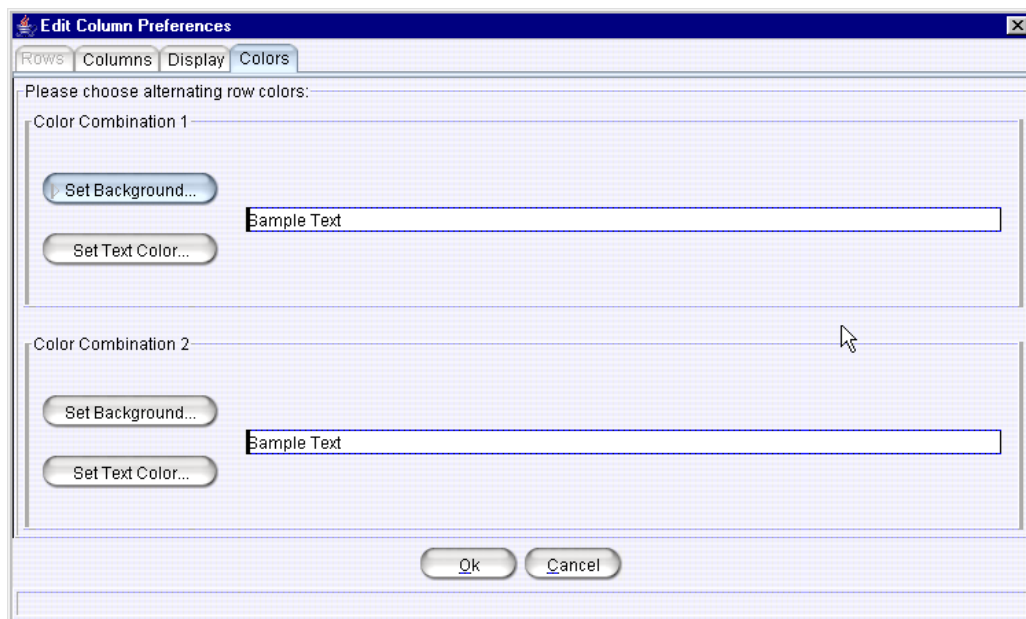 Edit Column Preferences
Rows Columns Display Colors
Please choose alternating row colors:
Color Combination 1
Set Background...
Sample Text
Set Text Color...
Color Combination 2
Set Background...
Sample Text
Set Text Color...
Ok Cancel